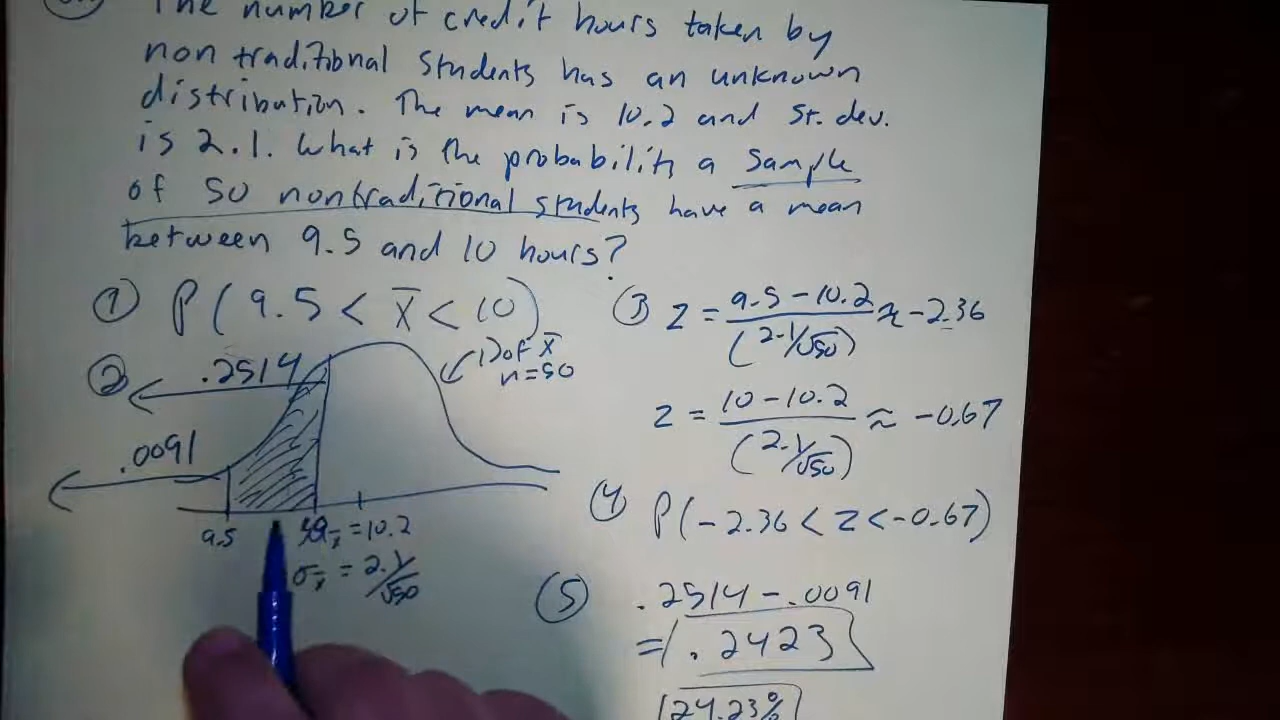 The number of credit hours taken by
non traditional students has an unknown
distribution. The mean is 10.2 and St. dev.
is 2.1. What is the probability a sample
of 50 nontraditional students have a mean
between 9.5 and 10 hours?
① P(9.5 < x̄ < 10)
② .2514
D of x̄
n=50
.0091
9.5
x̄ = 10.2
σx̄ = 2.1/√50
③ z = 9.5-10.2/(2.1/√50) ≈ -2.36
z = 10-10.2/(2.1/√50) ≈ -0.67
④ P(-2.36 < z < -0.67)
⑤ .2514 - .0091
= .2423
24.23%